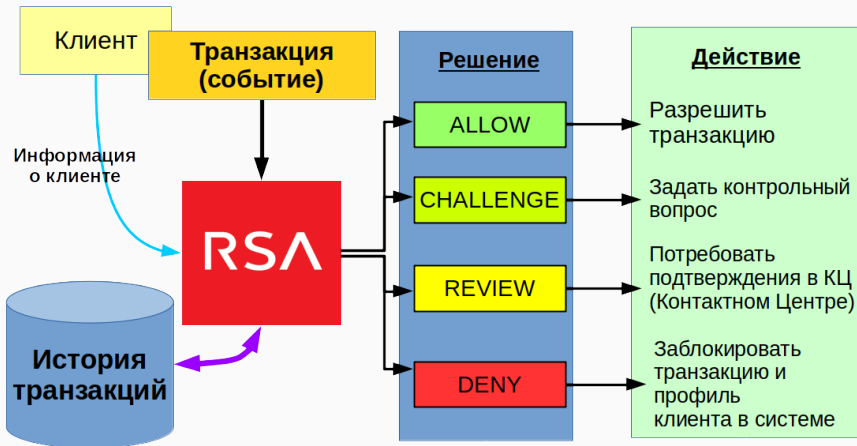 Клиент
Транзакция
(событие)
Информация
о клиенте
RSA
История
транзакций
Решение
ALLOW
CHALLENGE
REVIEW
DENY
Действие
Разрешить
транзакцию
Задать контрольный
вопрос
Потребовать
подтверждения в КЦ
(Контактном Центре)
Заблокировать
транзакцию и
профиль
клиента в системе